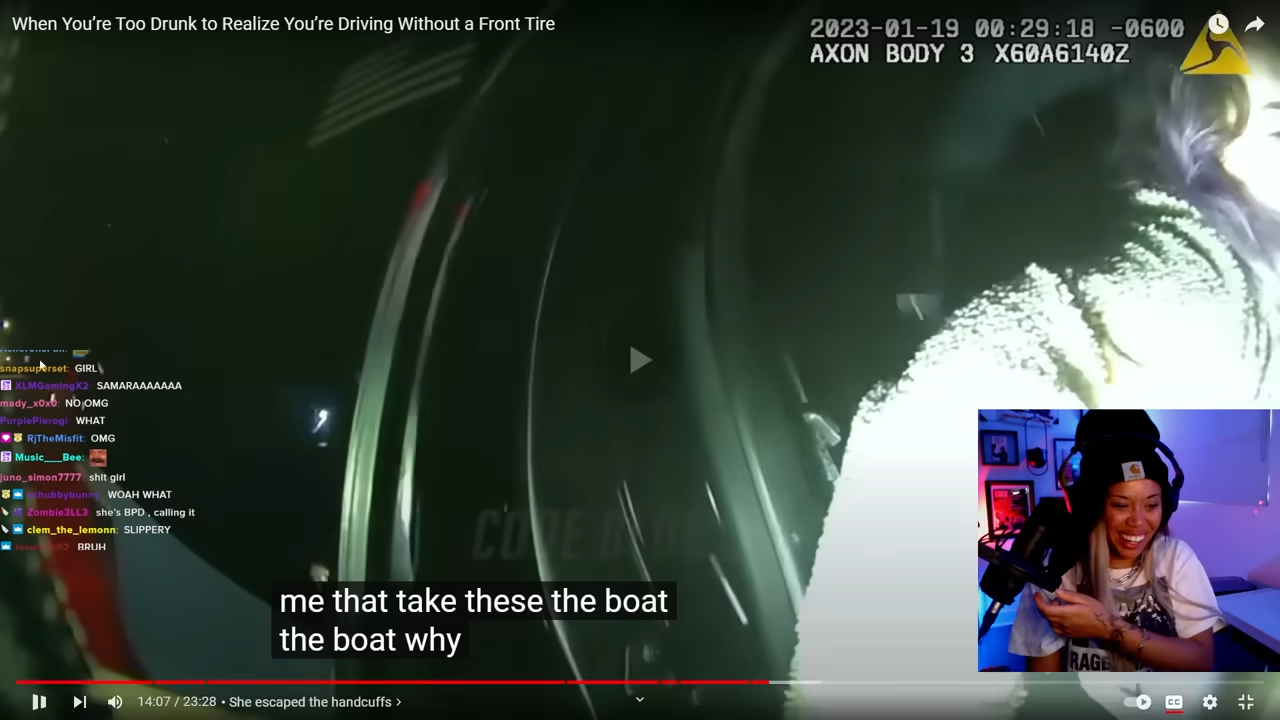 When You're Too Drunk to Realize You're Driving Without a Front Tire
2023-01-19 00:29:18 -0600
AXON BODY 3 X60A6140Z
snapsuperset: GIRL
XLMGamingX2: SAMARAAAAAAA
mady_x0x0: NO OMG
PurplePierogi: WHAT
RjTheMisfit: OMG
Music___Bee:
juno_simon7777: shit girl
WOAH WHAT
Zombie3LL3: she's BPD , calling it
clem_the_lemonn: SLIPPERY
BRUH
me that take these the boat
the boat why
RAGE
14:07 / 23:28 • She escaped the handcuffs >
CC